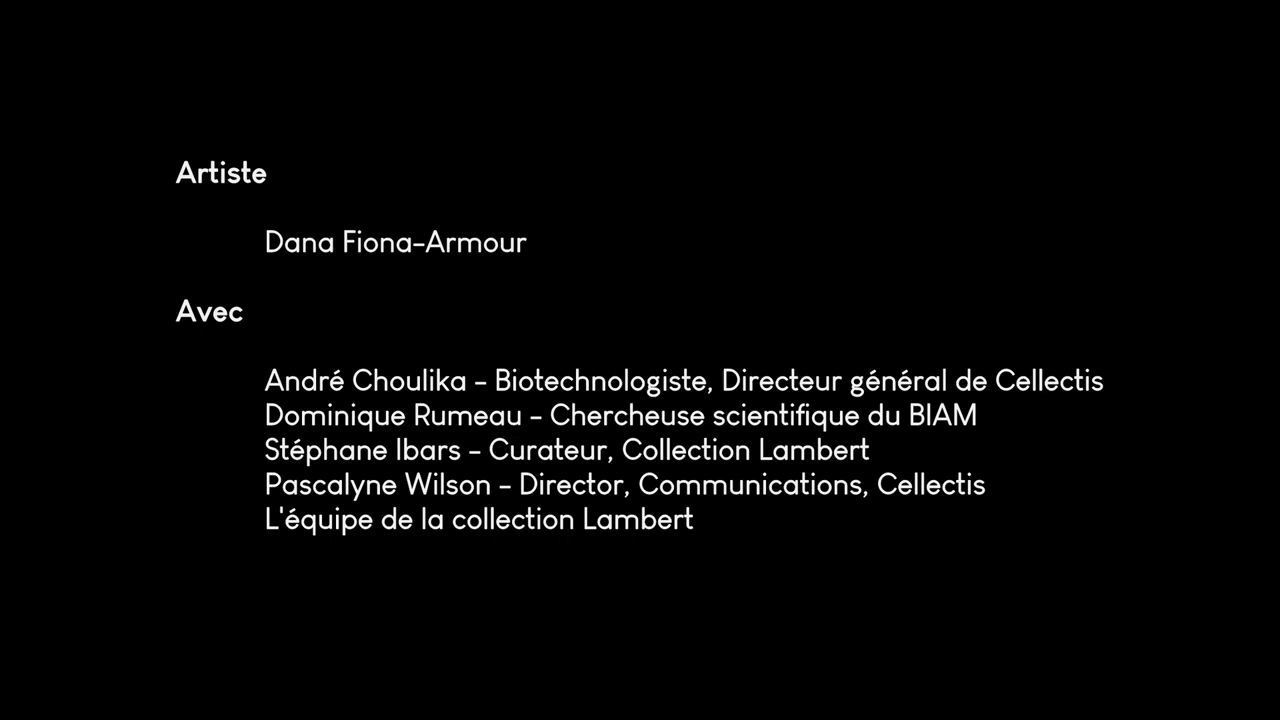 Artiste
Dana Fiona-Armour
Avec
André Choulika - Biotechnologiste, Directeur général de Cellectis
Dominique Rumeau - Chercheuse scientifique du BIAM
Stéphane Ibars - Curateur, Collection Lambert
Pascalyne Wilson - Director, Communications, Cellectis
L'équipe de la collection Lambert